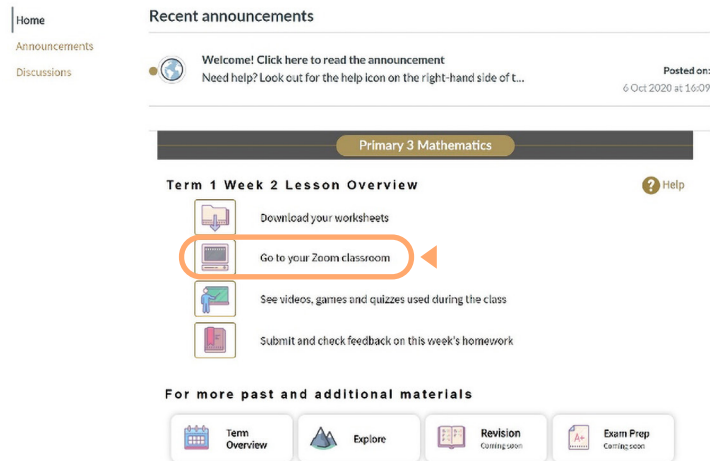 Home
Announcements
Discussions
Recent announcements
Welcome! Click here to read the announcement
Need help? Look out for the help icon on the right-hand side of t...
Posted on:
6 Oct 2020 at 16:09
Primary 3 Mathematics
Term 1 Week 2 Lesson Overview
Help
Download your worksheets
Go to your Zoom classroom
See videos, games and quizzes used during the class
Submit and check feedback on this week's homework
For more past and additional materials
Term
Overview
Explore
Revision
Coming soon
A+
Exam Prep
Coming soon